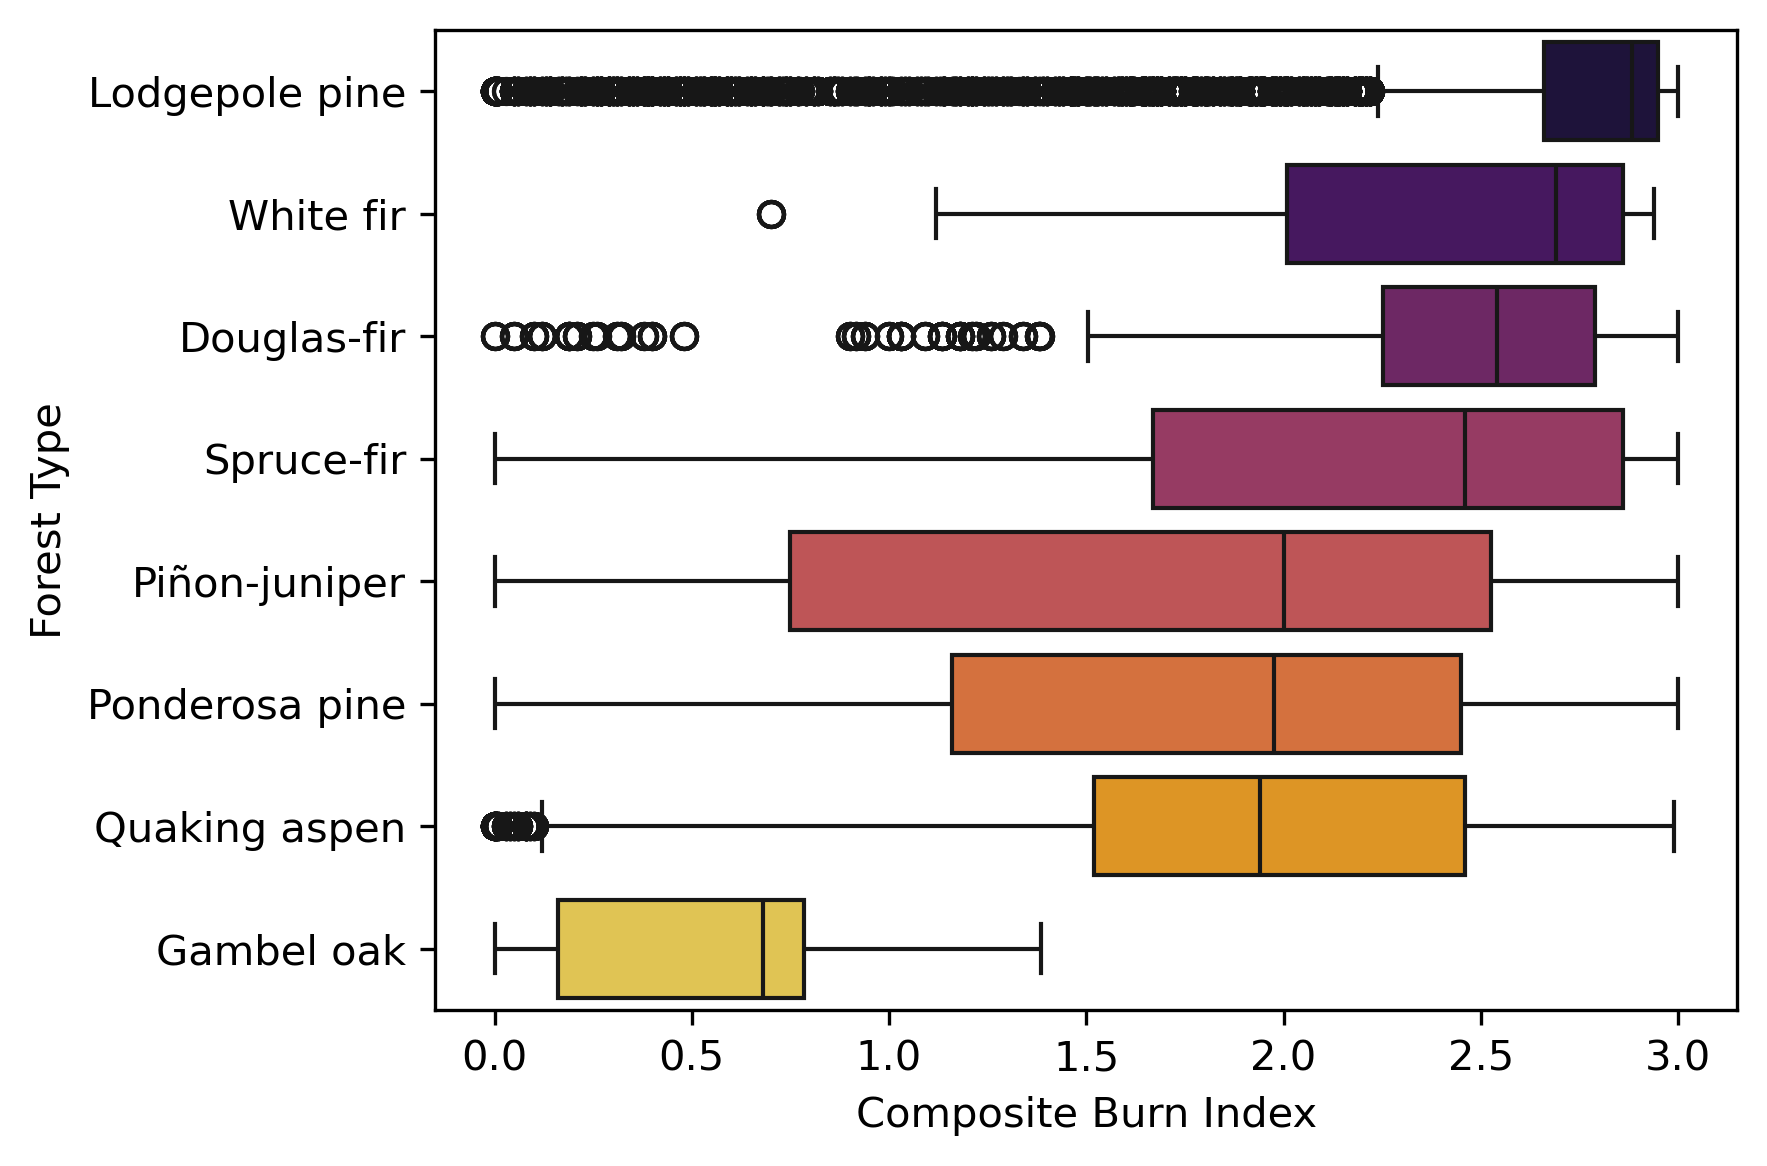 Lodgepole pine
White fir
Douglas-fir
Spruce-fir
Piñon-juniper
Ponderosa pine
Quaking aspen
Gambel oak
Forest Type
0.0 0.5 1.0 1.5 2.0 2.5 3.0
Composite Burn Index